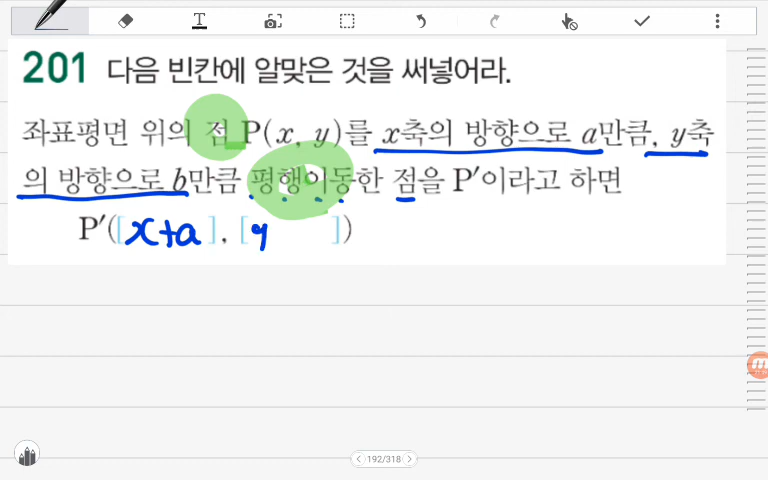 T
201 다음 빈칸에 알맞은 것을 써넣어라.
좌표평면 위의 점 P(x, y)를 x축의 방향으로 a만큼, y축
의 방향으로 b만큼 평행이동한 점을 P′이라고 하면
P′([x+a], [y ])
192/318